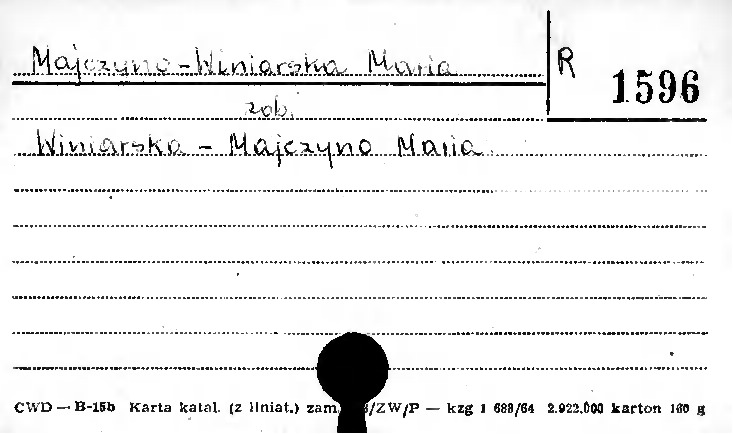 Majczyno-Winiarska Maria
R 1596
zob.
Winiarska - Majczyno Maria
CWD — B-15b Karta katal. (z liniat.) zam /ZW/P — kzg 1 688/64 2.922.000 karton 160 g